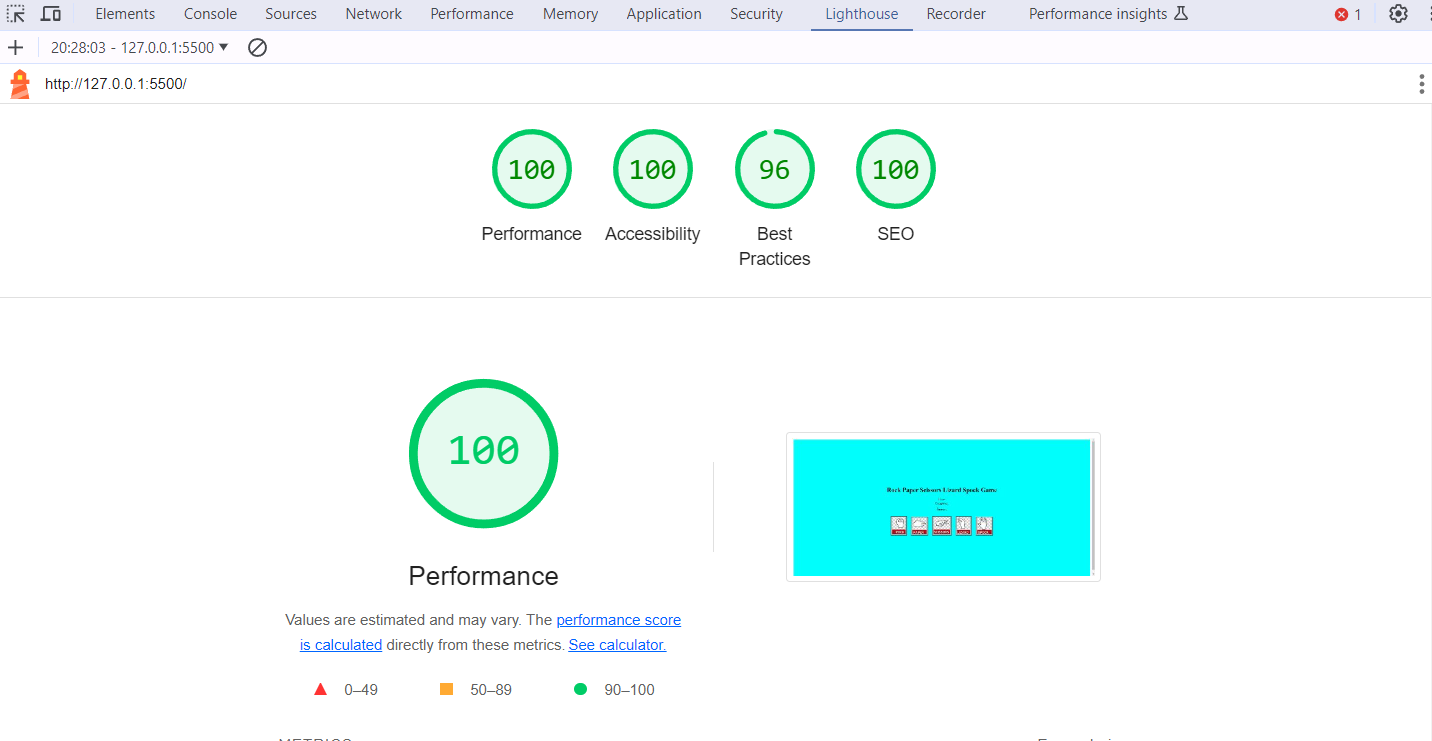 Elements Console Sources Network Performance Memory Application Security Lighthouse Recorder Performance insights 1
20:28:03 - 127.0.0.1:5500
http://127.0.0.1:5500/
100 100 96 100
Performance Accessibility Best Practices SEO
100
Performance
Values are estimated and may vary. The performance score
is calculated directly from these metrics. See calculator.
0–49 50–89 90–100
Rock Paper Scissors Lizard Spock Game
METRICS